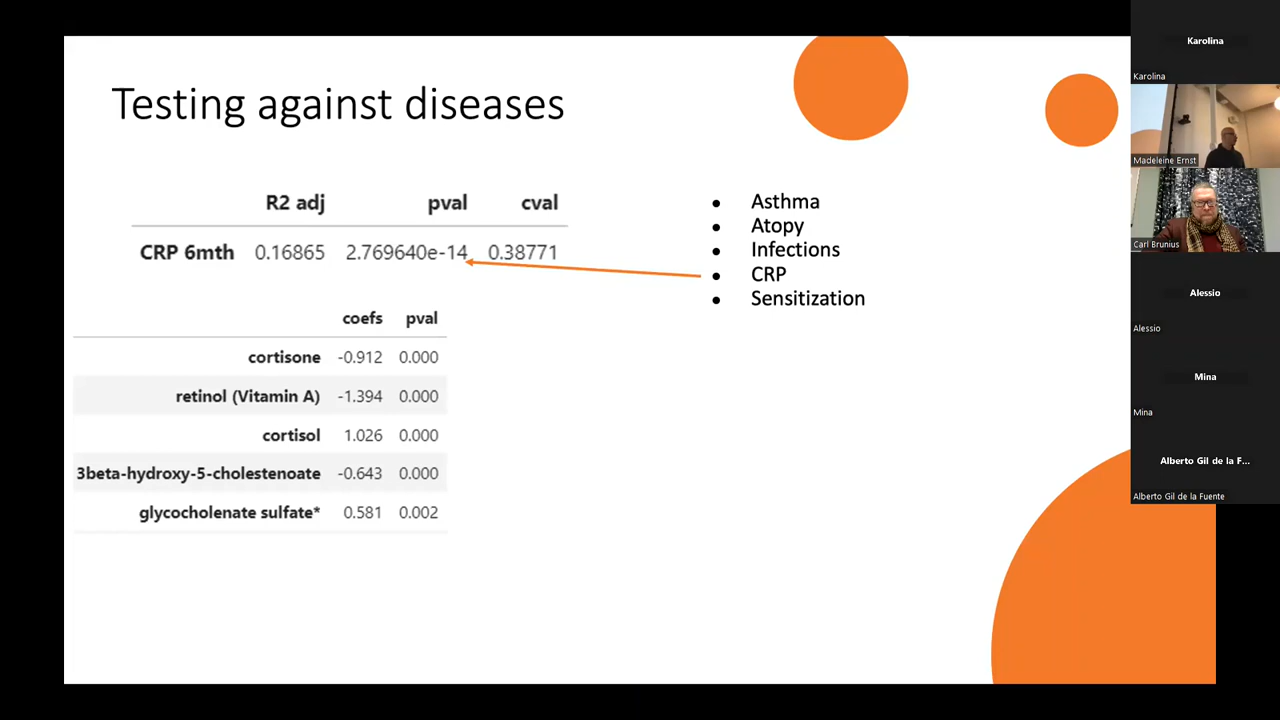 Testing against diseases
R2 adj pval cval
CRP 6mth 0.16865 2.769640e-14 0.38771
coefs pval
cortisone -0.912 0.000
retinol (Vitamin A) -1.394 0.000
cortisol 1.026 0.000
3beta-hydroxy-5-cholestenoate -0.643 0.000
glycocholenate sulfate* 0.581 0.002
• Asthma
• Atopy
• Infections
• CRP
• Sensitization
Karolina
Karolina
Madeleine Ernst
Carl Brunius
Alessio
Alessio
Mina
Mina
Alberto Gil de la F...
Alberto Gil de la Fuente